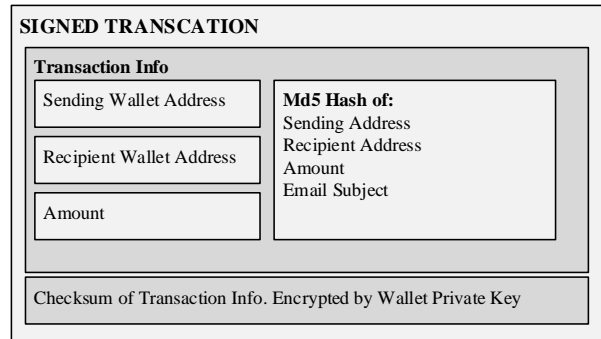 SIGNED TRANSCATION
Transaction Info
Sending Wallet Address
Recipient Wallet Address
Amount
Md5 Hash of:
Sending Address
Recipient Address
Amount
Email Subject
Checksum of Transaction Info. Encrypted by Wallet Private Key